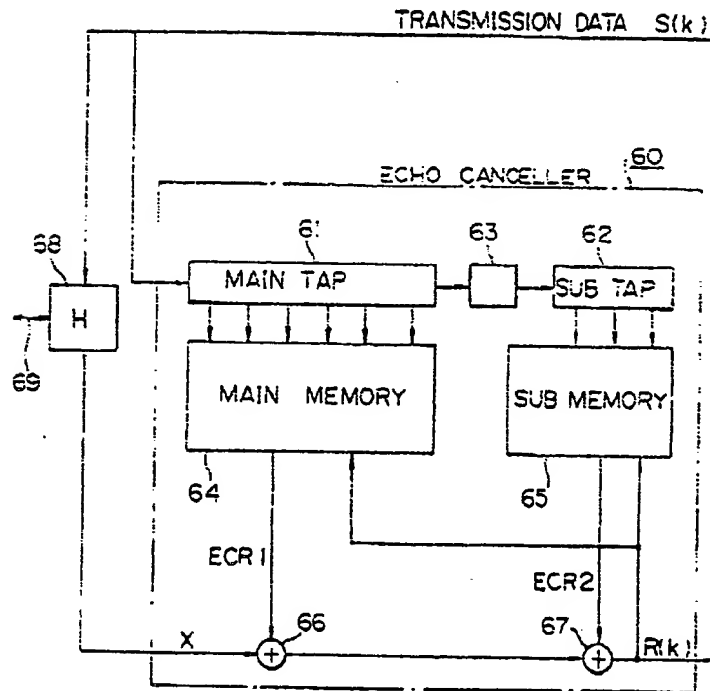 TRANSMISSION DATA S(k)
60
ECHO CANCELLER
61
63
62
68
MAIN TAP
SUB TAP
H
69
MAIN MEMORY
SUB MEMORY
64
65
ECR1
ECR2
66
67
X
+
+
R(k)